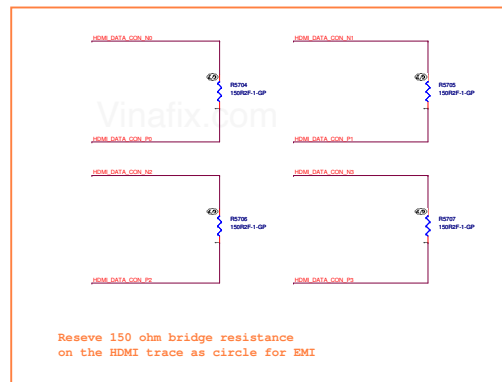 HDMI_DATA_CON_N0
HDMI_DATA_CON_N1
R5704
150R2F-1-GP
R5705
150R2F-1-GP
Vinafix.com
HDMI_DATA_CON_P0
HDMI_DATA_CON_P1
HDMI_DATA_CON_N2
HDMI_DATA_CON_N3
R5706
150R2F-1-GP
R5707
150R2F-1-GP
HDMI_DATA_CON_P2
HDMI_DATA_CON_P3
Reseve 150 ohm bridge resistance
on the HDMI trace as circle for EMI